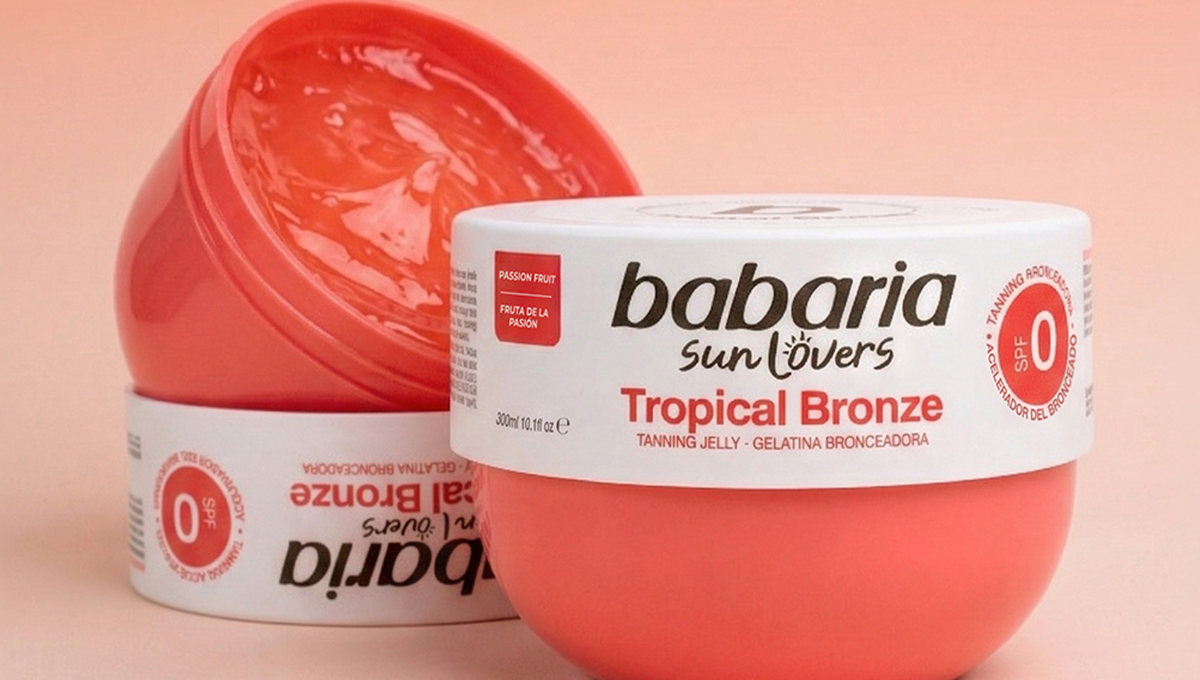 PASSION FRUIT
FRUTA DE LA
PASIÓN
babaria
sun lovers
Tropical Bronze
TANNING JELLY - GELATINA BRONCEADORA
300ml 10.1fl oz ℮
SPF 0
ACELERADOR DEL BRONCEADO
SPF 0
GELATINA BRONCEADORA
cal Bronze
babaria